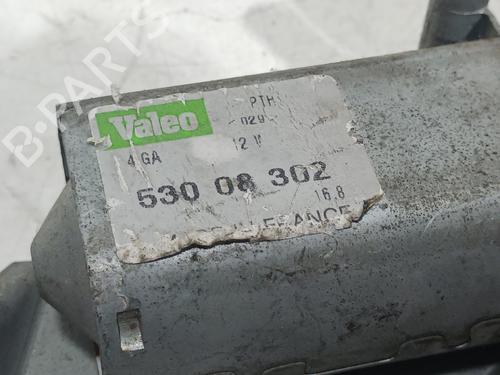 B-PARTS
Valeo
PTH
029
4 GA
12 V
530 08 302
16.8
FRANCE